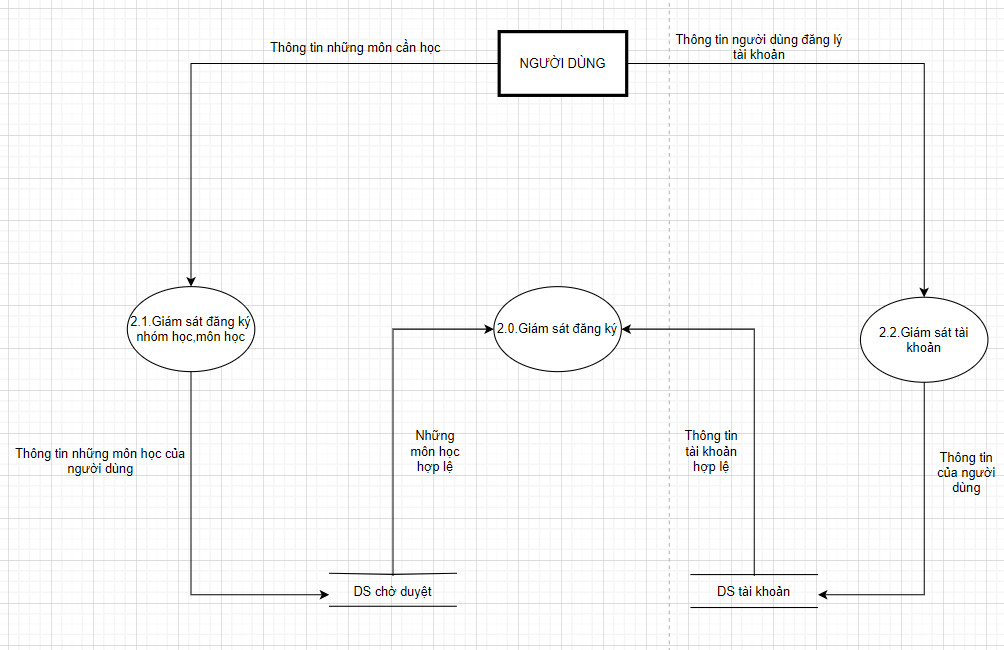 Thông tin những môn cần học
NGƯỜI DÙNG
Thông tin người dùng đăng lý
tài khoản
2.1.Giám sát đăng ký
nhóm học,môn học
2.0.Giám sát đăng ký
2.2.Giám sát tài
khoản
Thông tin những môn học của
người dùng
Những
môn học
hợp lệ
Thông tin
tài khoản
hợp lệ
Thông tin
của người
dùng
DS chờ duyệt
DS tài khoản